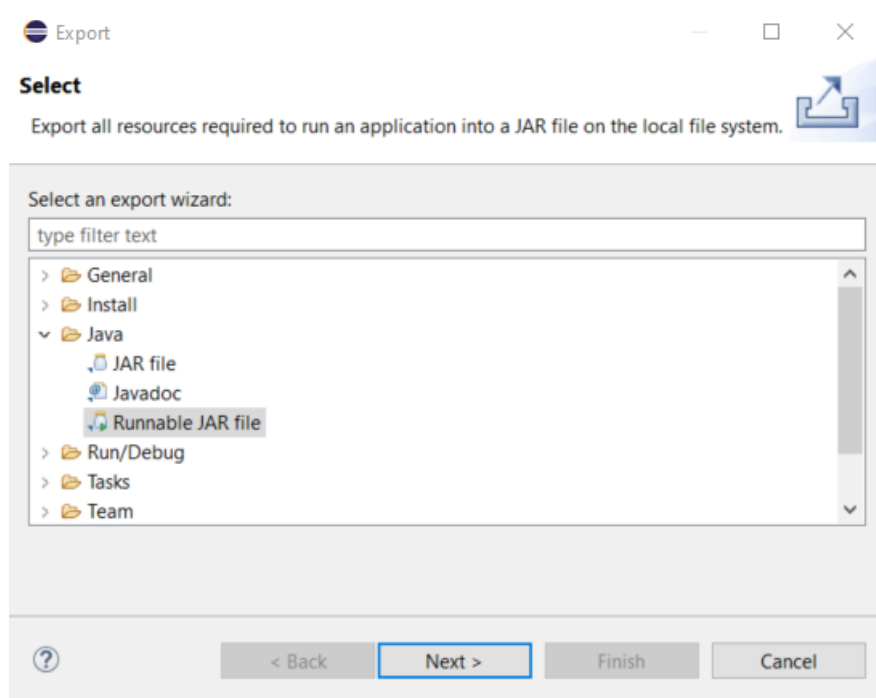 Export
Select
Export all resources required to run an application into a JAR file on the local file system.
Select an export wizard:
type filter text
General
Install
Java
JAR file
Javadoc
Runnable JAR file
Run/Debug
Tasks
Team
< Back Next > Finish Cancel